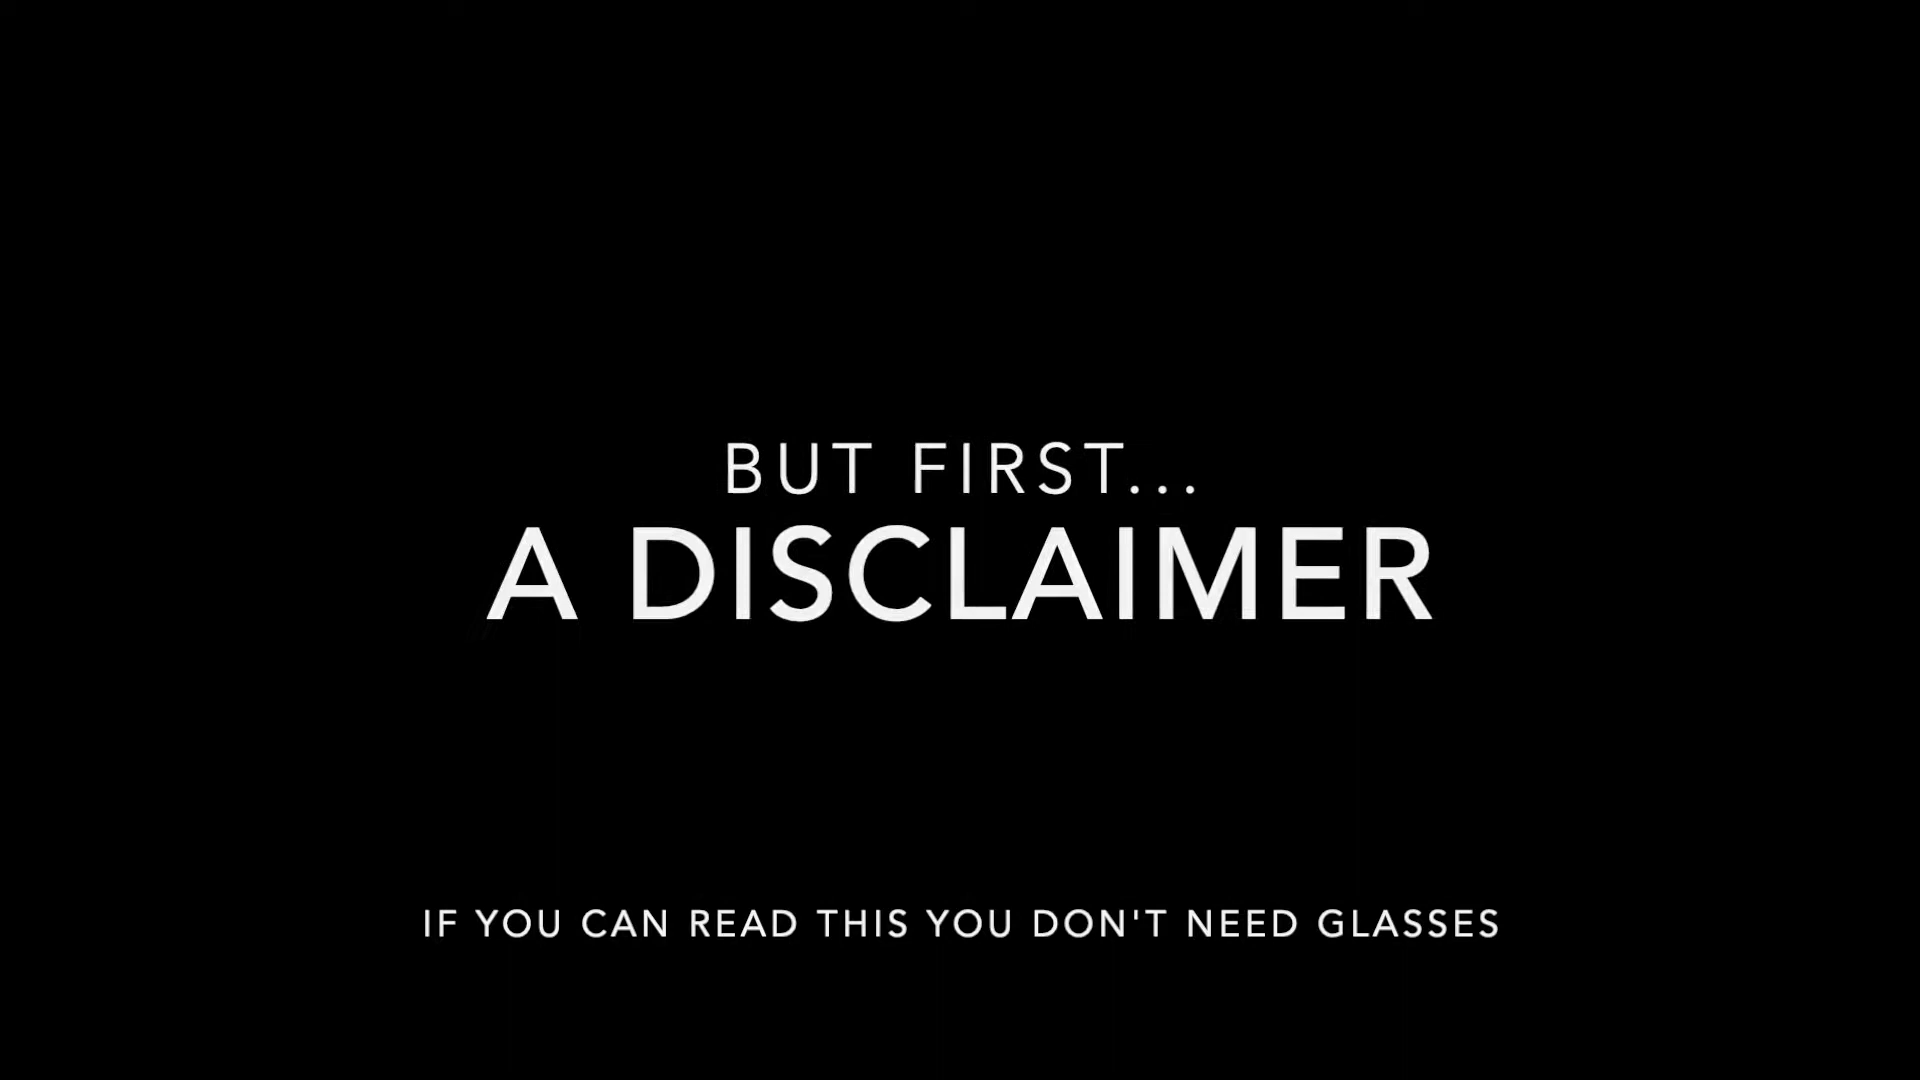 BUT FIRST...
A DISCLAIMER
IF YOU CAN READ THIS YOU DON'T NEED GLASSES